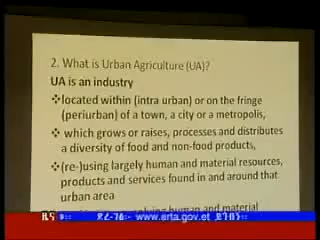 2. What is Urban Agriculture (UA)?
UA is an industry
❖located within (intra urban) or on the fringe
(periurban) of a town, a city or a metropolis,
❖ which grows or raises, processes and distributes
a diversity of food and non-food products,
❖(re-)using largely human and material resources,
products and services found in and around that
urban area
human and material
ዜና www.erta.gov.et ይጎብኙ